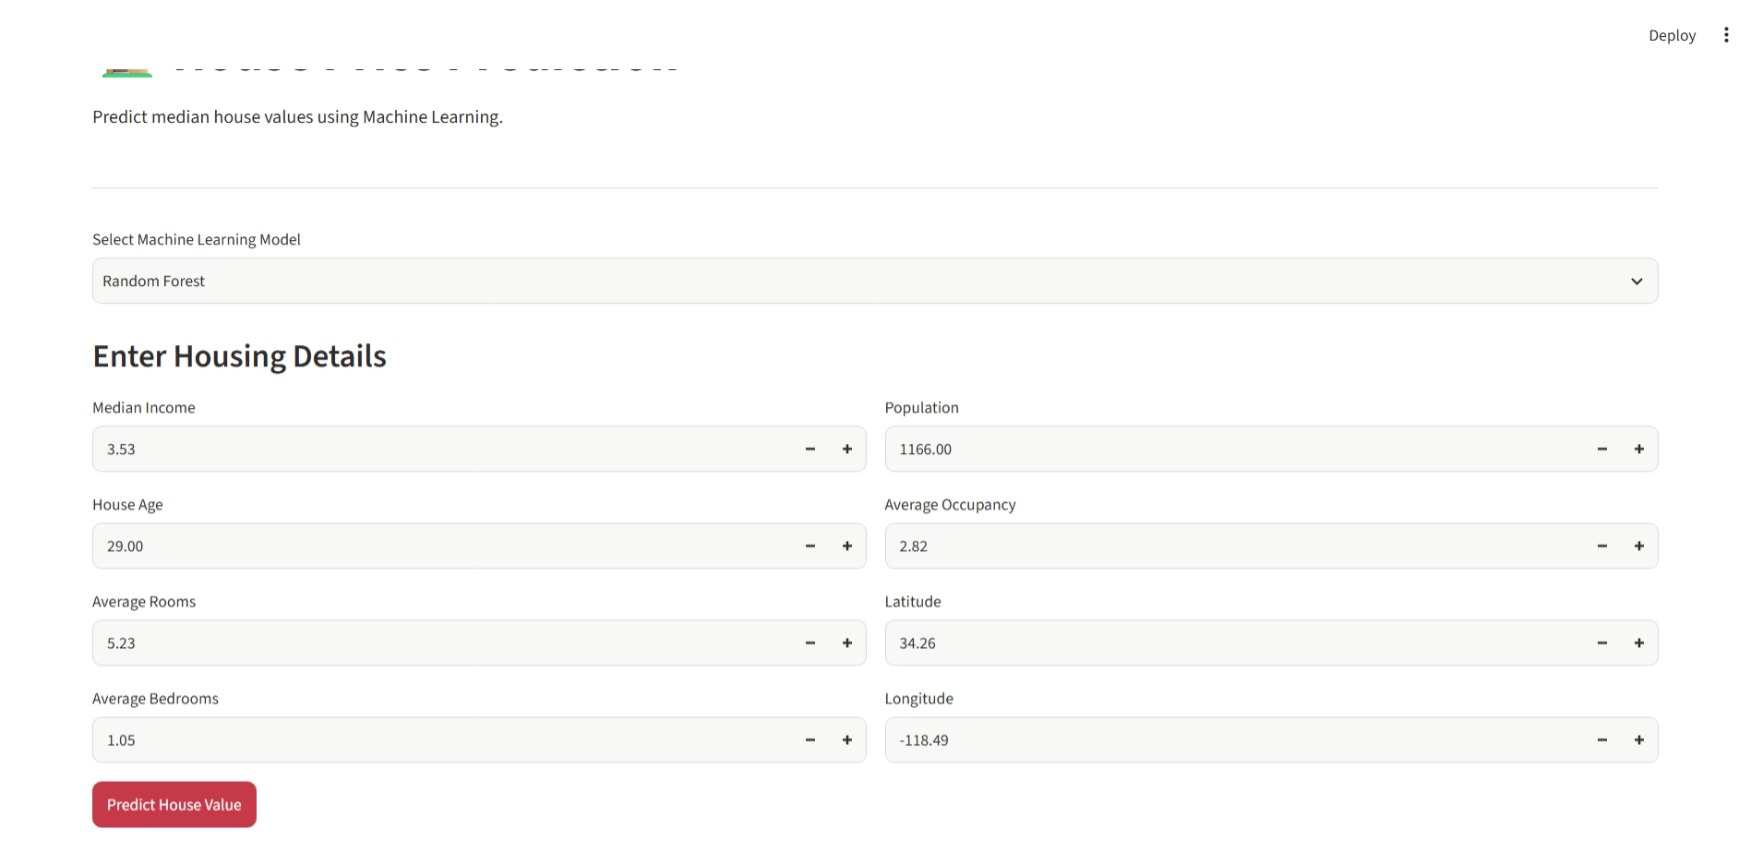 Deploy
Predict median house values using Machine Learning.
Select Machine Learning Model
Random Forest
Enter Housing Details
Median Income
3.53
Population
1166.00
House Age
29.00
Average Occupancy
2.82
Average Rooms
5.23
Latitude
34.26
Average Bedrooms
1.05
Longitude
-118.49
Predict House Value